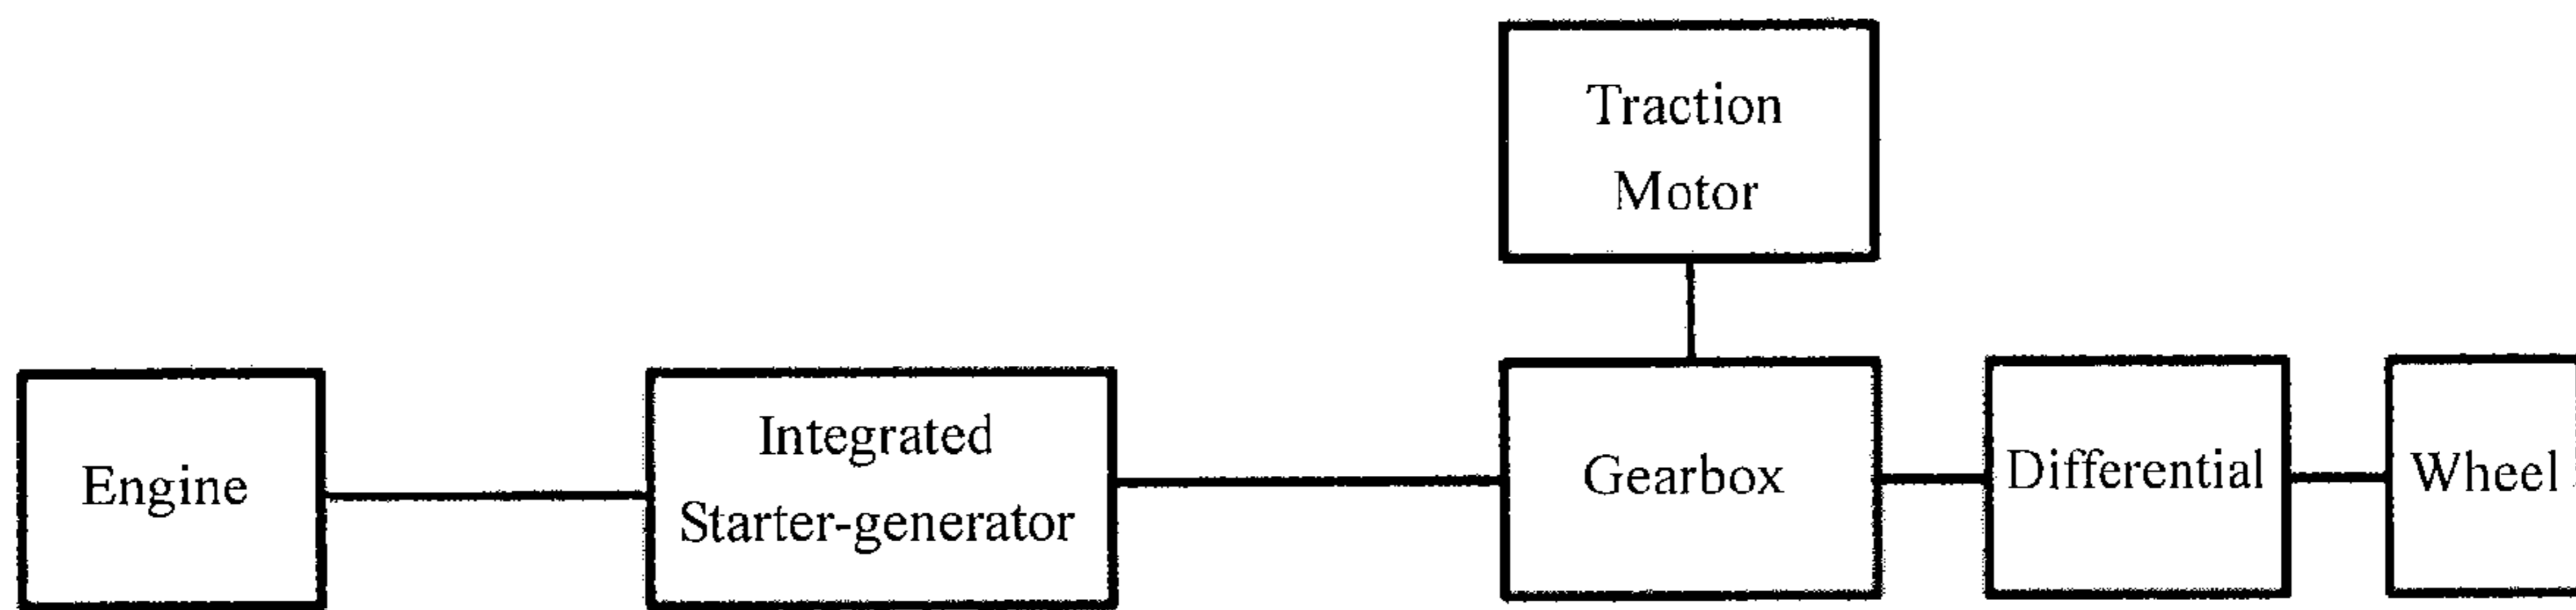 Traction
Motor
Engine
Integrated
Starter-generator
Gearbox
Differential
Wheel